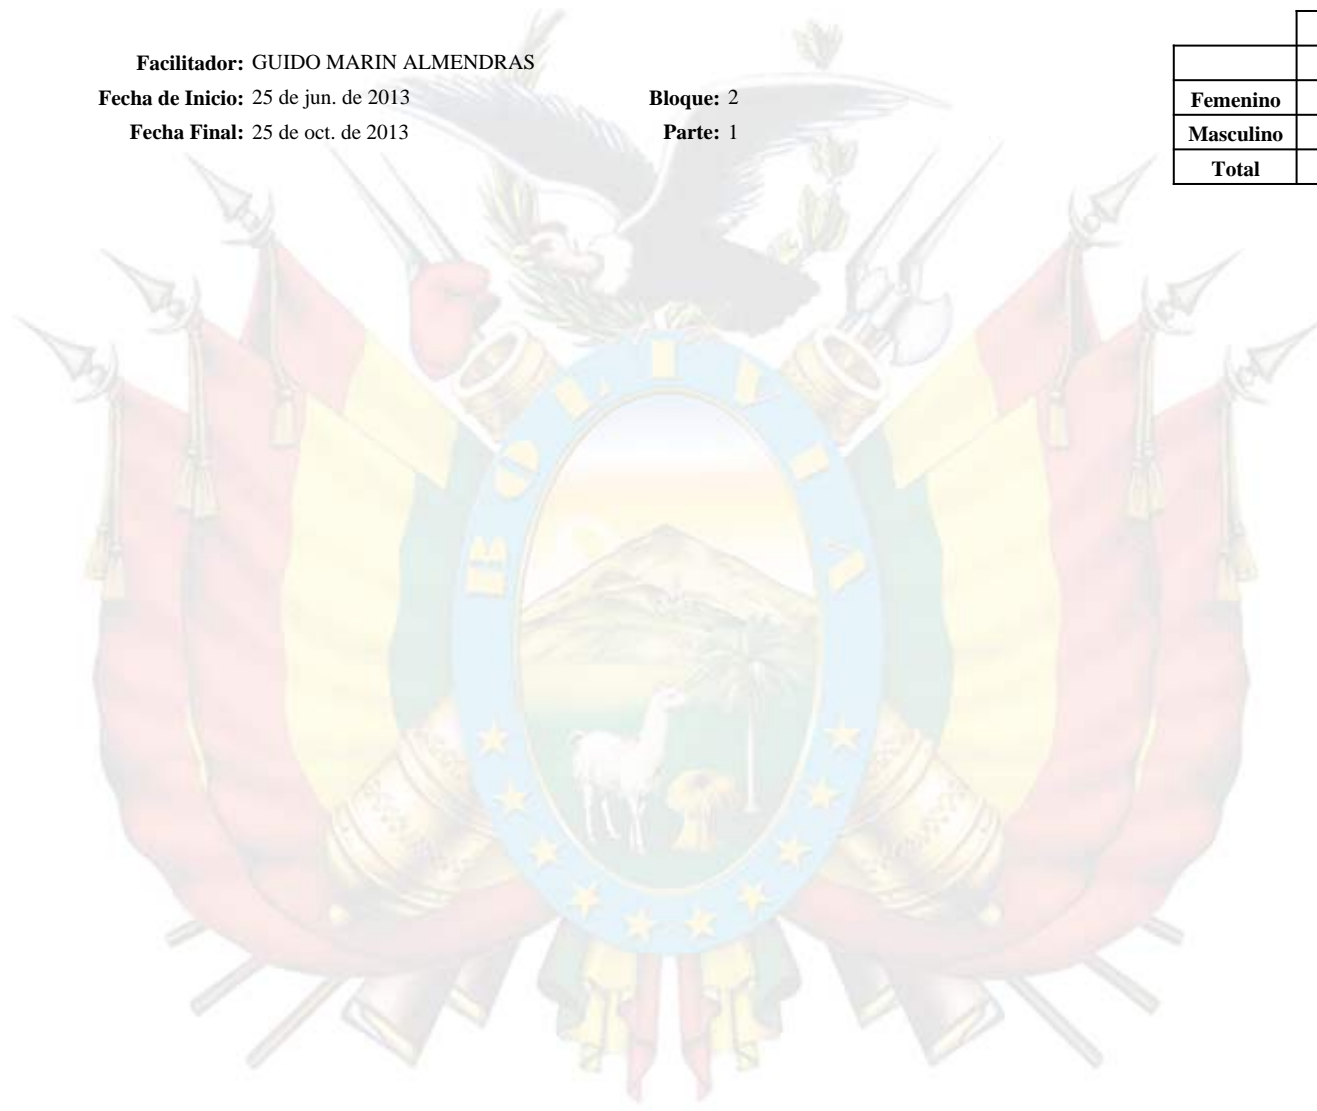 Facilitador: GUIDO MARIN ALMENDRAS
Fecha de Inicio: 25 de jun. de 2013 Bloque: 2
Fecha Final: 25 de oct. de 2013 Parte: 1
Femenino
Masculino
Total
BOLIVIA